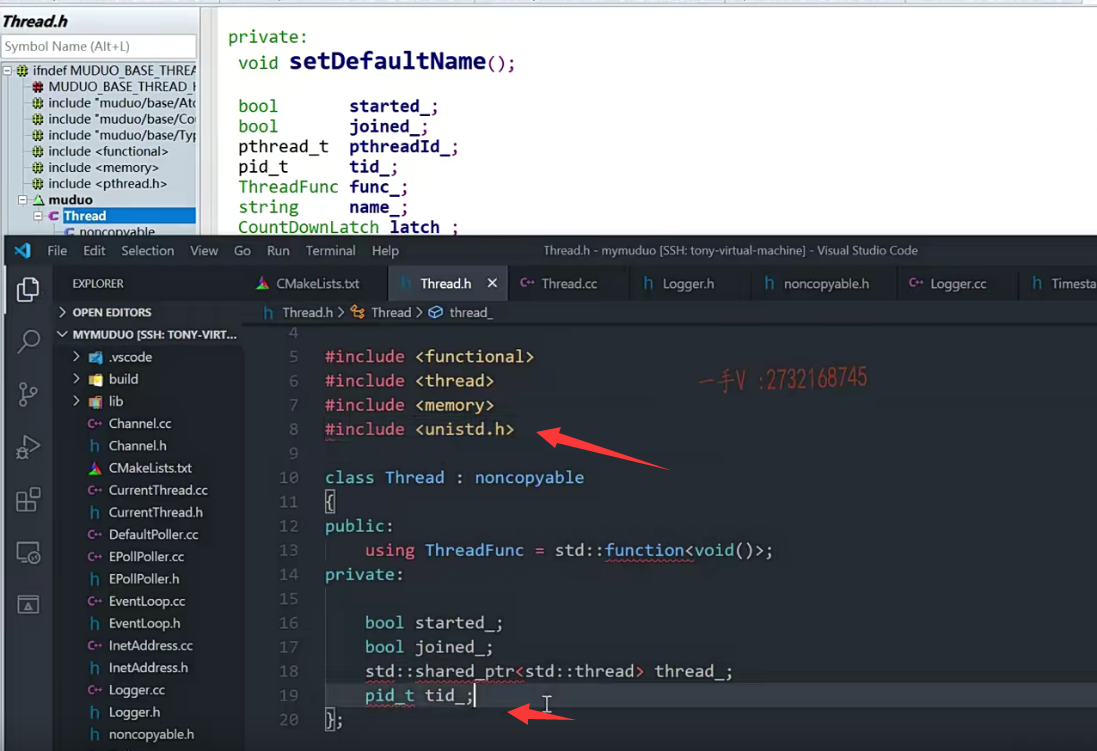 Thread.h
Symbol Name (Alt+L)
ifndef MUDUO_BASE_THREA
MUDUO_BASE_THREAD_H
include "muduo/base/Ato
include "muduo/base/Cou
include "muduo/base/Typ
include <functional>
include <memory>
include <pthread.h>
muduo
Thread
noncopyable
private:
void setDefaultName();
bool started_;
bool joined_;
pthread_t pthreadId_;
pid_t tid_;
ThreadFunc func_;
string name_;
CountDownLatch latch_;
File Edit Selection View Go Run Terminal Help
Thread.h - mymuduo [SSH: tony-virtual-machine] - Visual Studio Code
EXPLORER
CMakeLists.txt Thread.h Thread.cc Logger.h noncopyable.h Logger.cc Timesta
OPEN EDITORS
MYMUDUO [SSH: TONY-VIRT...
.vscode
build
lib
Channel.cc
Channel.h
CMakeLists.txt
CurrentThread.cc
CurrentThread.h
DefaultPoller.cc
EPollPoller.cc
EPollPoller.h
EventLoop.cc
EventLoop.h
InetAddress.cc
InetAddress.h
Logger.cc
Logger.h
noncopyable.h
Thread.h > Thread > thread_
4
5 #include <functional>
6 #include <thread>
7 #include <memory>
8 #include <unistd.h>
9
10 class Thread : noncopyable
11 {
12 public:
13 using ThreadFunc = std::function<void()>;
14 private:
15
16 bool started_;
17 bool joined_;
18 std::shared_ptr<std::thread> thread_;
19 pid_t tid_;
20 };
一手V :2732168745